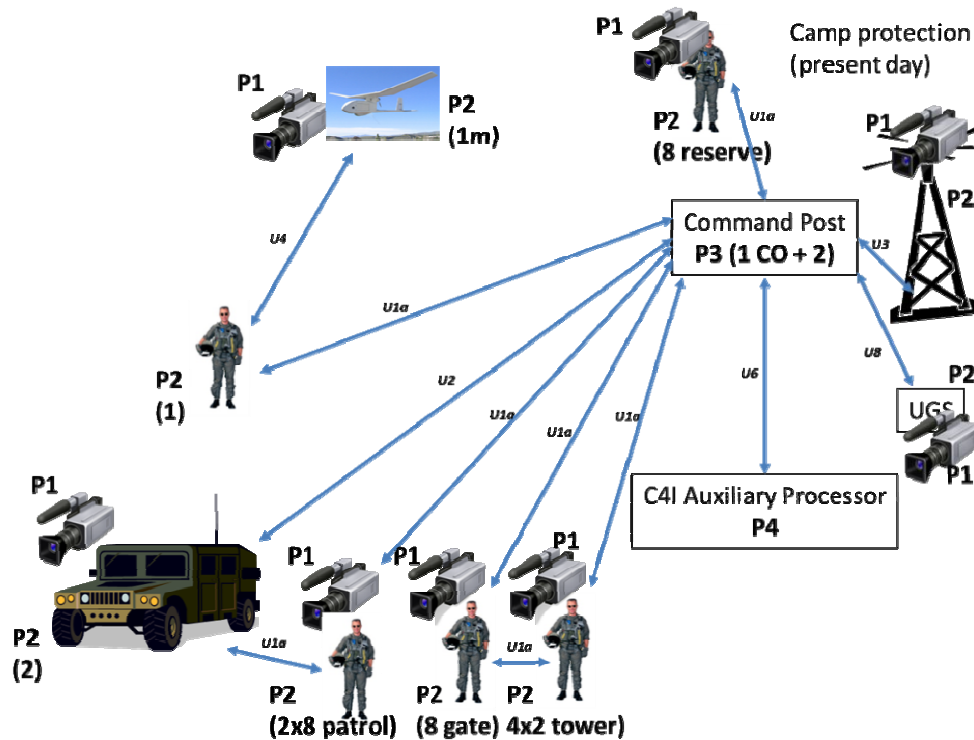 P1
Camp protection
(present day)
P1
P2
(1m)
U1a
P2
(8 reserve)
P1
P2
Command Post
P3 (1 CO + 2)
U3
U4
U1a
U8
P2
(1)
U2
U6
P2
UGS
U1a
U1a
U1a
P1
P1
C4I Auxiliary Processor
P4
P1
P1
P1
P2
(2)
U1a
U1a
P2
(2x8 patrol)
P2
(8 gate)
P2
4x2 tower)